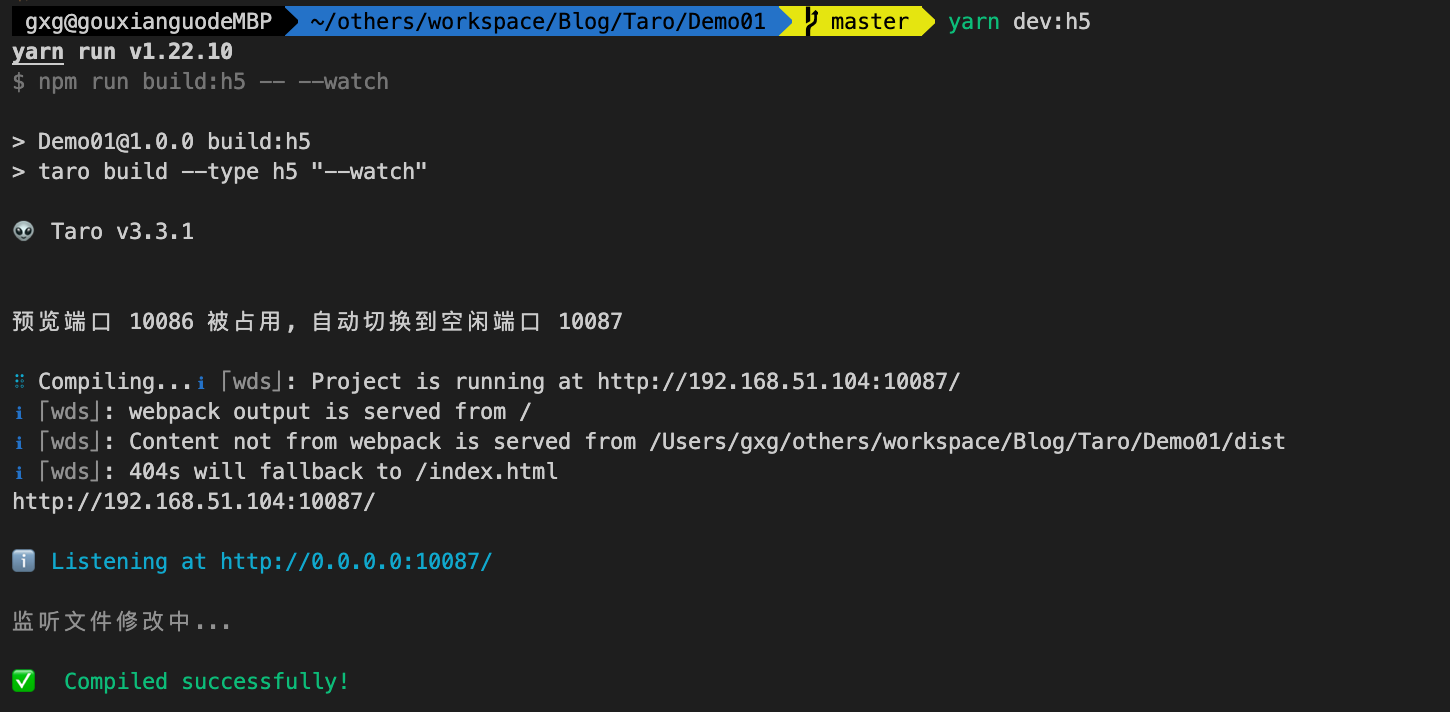 gxg@gouxianguodeMBP ~/others/workspace/Blog/Taro/Demo01 master yarn dev:h5
yarn run v1.22.10
$ npm run build:h5 -- --watch
> Demo01@1.0.0 build:h5
> taro build --type h5 "--watch"
👽 Taro v3.3.1
预览端口 10086 被占用, 自动切换到空闲端口 10087
⠿ Compiling...ℹ ｢wds｣: Project is running at http://192.168.51.104:10087/
ℹ ｢wds｣: webpack output is served from /
ℹ ｢wds｣: Content not from webpack is served from /Users/gxg/others/workspace/Blog/Taro/Demo01/dist
ℹ ｢wds｣: 404s will fallback to /index.html
http://192.168.51.104:10087/
ℹ️ Listening at http://0.0.0.0:10087/
监听文件修改中...
✅ Compiled successfully!